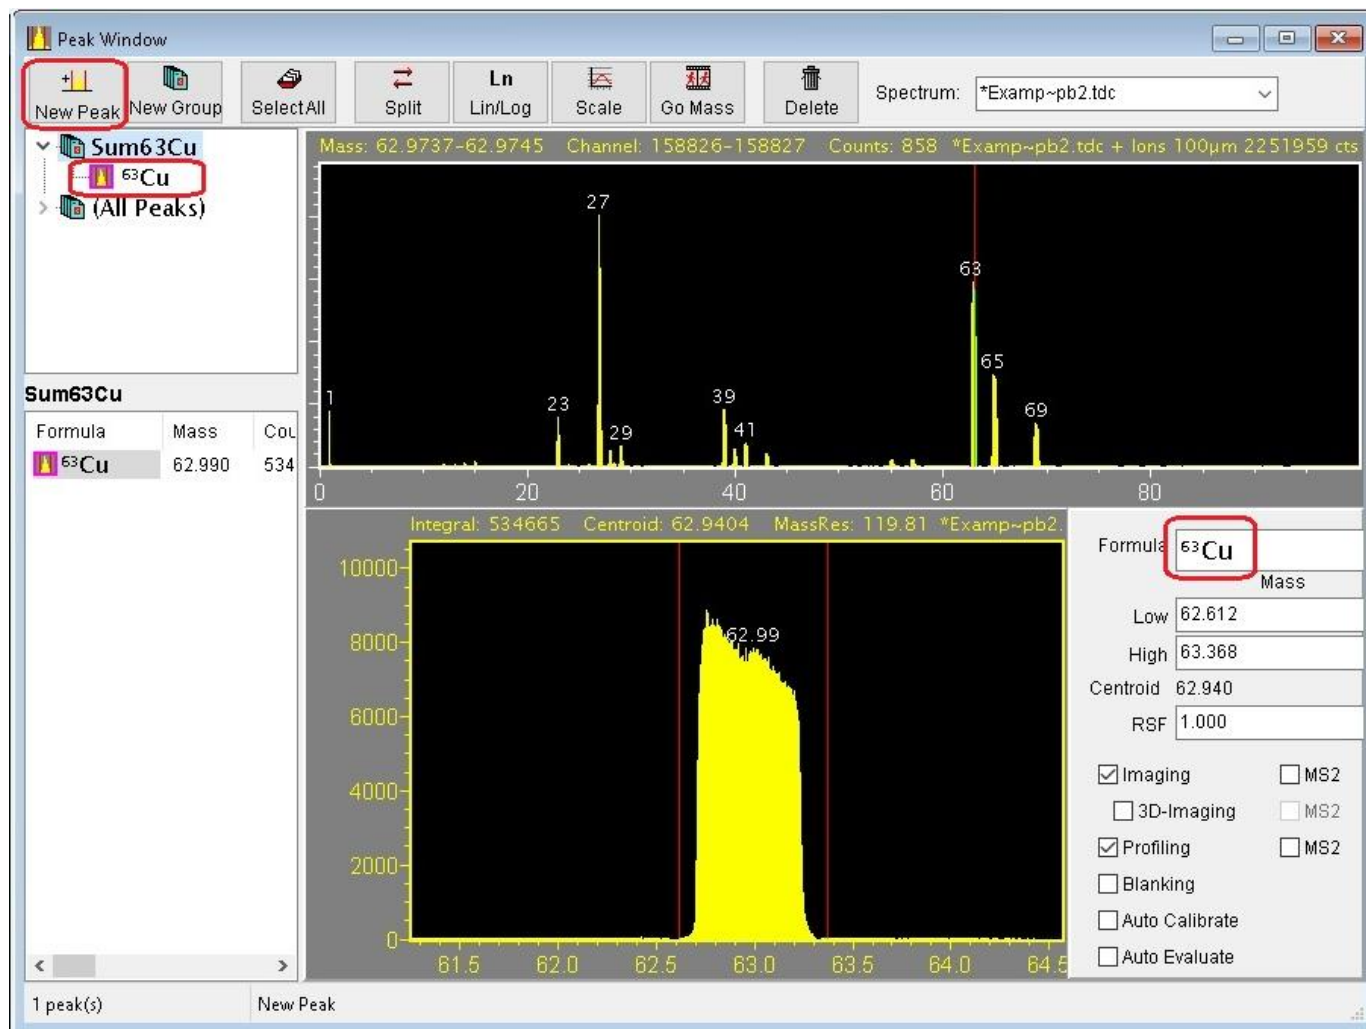 Peak Window
New Peak New Group SelectAll Split Ln Lin/Log Scale Go Mass Delete Spectrum: *Examp~pb2.tdc
Sum63Cu
⁶³Cu
(All Peaks)
Mass: 62.9737-62.9745 Channel: 158826-158827 Counts: 858 *Examp~pb2.tdc + Ions 100µm 2251959 cts
27
63
65
1
23
29
39
41
69
0 20 40 60 80
Sum63Cu
Formula Mass Cou
⁶³Cu 62.990 534
Integral: 534665 Centroid: 62.9404 MassRes: 119.81 *Examp~pb2.
10000
8000
6000
4000
2000
0
62.99
61.5 62.0 62.5 63.0 63.5 64.0 64.5
Formula ⁶³Cu
Mass
Low 62.612
High 63.368
Centroid 62.940
RSF 1.000
Imaging MS2
3D-Imaging MS2
Profiling MS2
Blanking
Auto Calibrate
Auto Evaluate
1 peak(s) New Peak